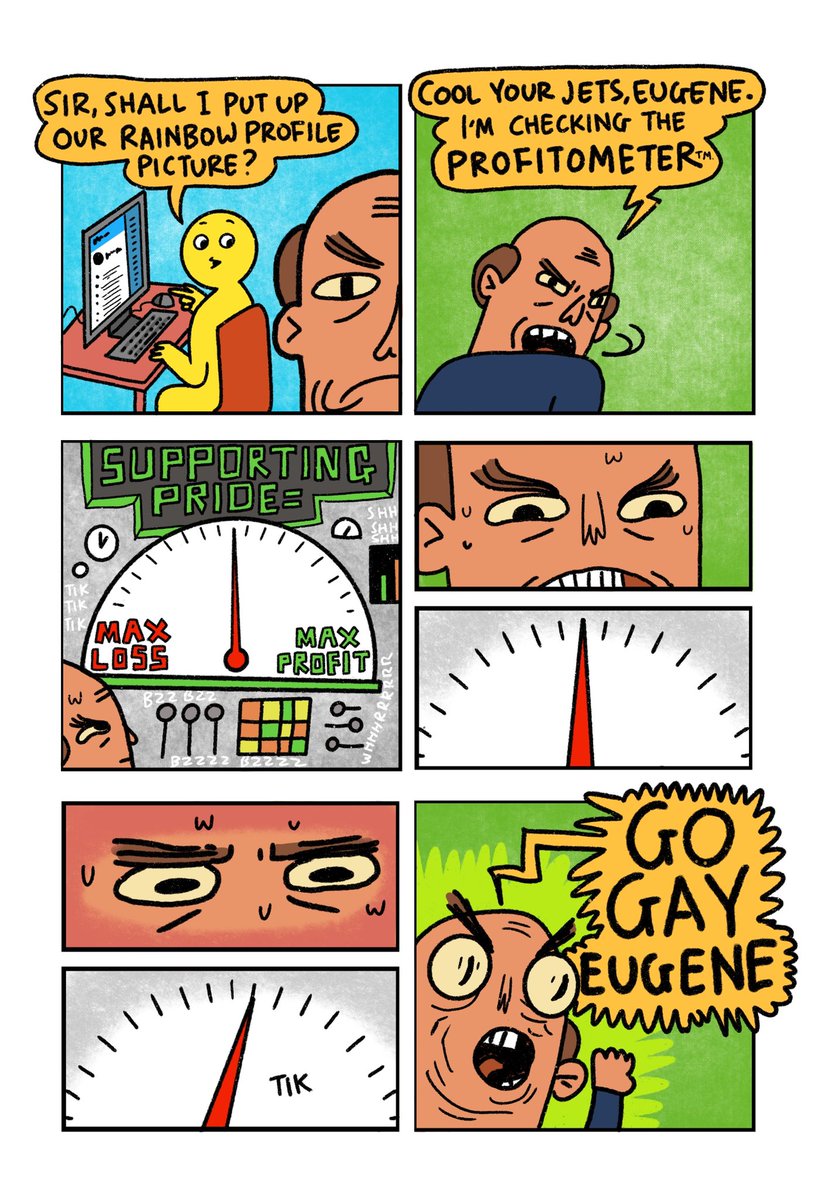 SIR, SHALL I PUT UP
OUR RAINBOW PROFILE
PICTURE?
COOL YOUR JETS, EUGENE.
I'M CHECKING THE
PROFITOMETER™.
SUPPORTING
PRIDE=
SHH
SHH
SHH
TIK
TIK
TIK
MAX
LOSS
MAX
PROFIT
BZZ BZZ
BZZZZ BZZZZ
WHHHRRRRRRR
TIK
GO
GAY
EUGENE